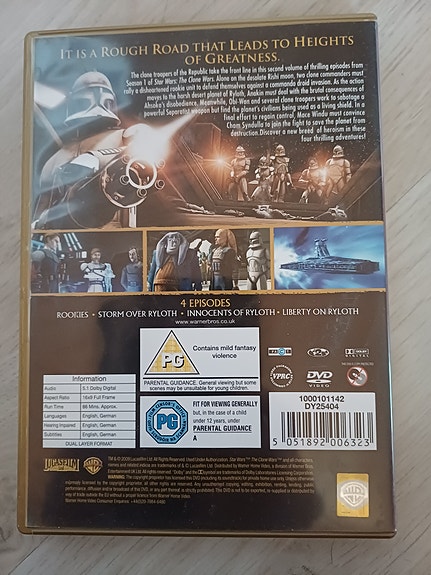 IT IS A ROUGH ROAD THAT LEADS TO HEIGHTS
OF GREATNESS.
The clone troopers of the Republic take the front line in this second volume of thrilling episodes from
Season 1 of Star Wars: The Clone Wars. Alone on the desolate Rishi moon, two clone commanders must
rally a disheartened rookie unit to defend themselves against a commando droid invasion. As the action
moves to the harsh desert planet of Ryloth, Anakin must deal with the brutal consequences of
Ahsoka's disobedience. Meanwhile, Obi-Wan and several clone troopers work to sabotage a
powerful Separatist weapon but find the planet's civilians being used as a living shield. In a
final effort to regain control, Mace Windu must convince
Cham Syndulla to join the fight to save the planet from
destruction.Discover a new breed of heroism in these
four thrilling adventures!
4 EPISODES
ROOKIES • STORM OVER RYLOTH • INNOCENTS OF RYLOTH • LIBERTY ON RYLOTH
www.warnerbros.co.uk
PG
Contains mild fantasy
violence
PARENTAL GUIDANCE. General viewing but some
scenes may be unsuitable for young children.
PG
FIT FOR VIEWING GENERALLY
but, in the case of a child
under 12 years, under
PARENTAL GUIDANCE
A
Information
Audio 5.1 Dolby Digital
Aspect Ratio 16x9 Full Frame
Run Time 86 Mins. Approx.
Languages English, German
Hearing Impaired English, German
Subtitles English, German
DUAL LAYER FORMAT
VPRC
DVD
VIDEO
DOLBY
DIGITAL
1000101142
DY25404
5 051892 006323
LUCASFILM
LTD
WB